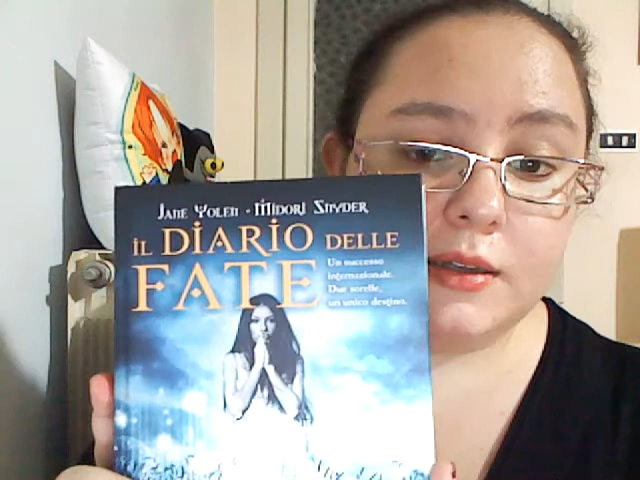 Jane Yolen - Midori Snyder
IL DIARIO DELLE
FATE
Un successo
internazionale.
Due sorelle,
un unico destino.